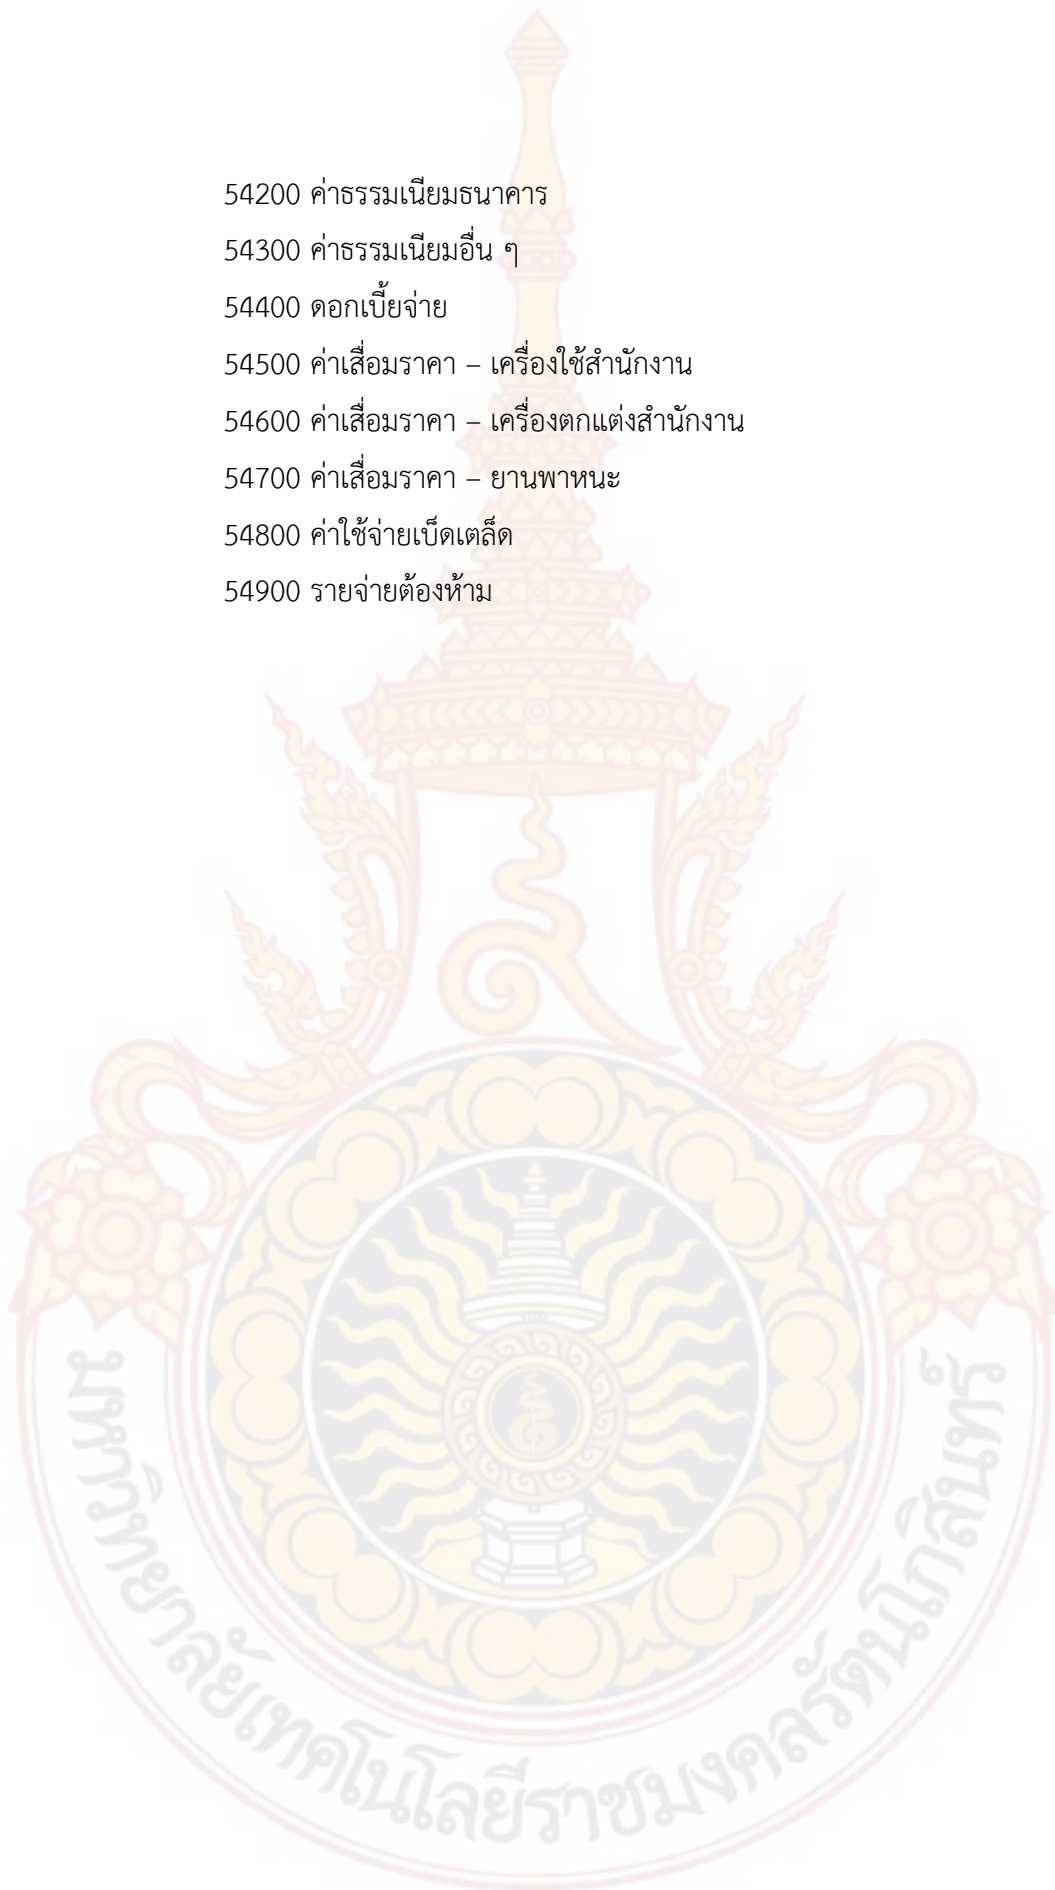 54200 ค่าธรรมเนียมธนาคาร
54300 ค่าธรรมเนียมอื่น ๆ
54400 ดอกเบี้ยจ่าย
54500 ค่าเสื่อมราคา – เครื่องใช้สำนักงาน
54600 ค่าเสื่อมราคา – เครื่องตกแต่งสำนักงาน
54700 ค่าเสื่อมราคา – ยานพาหนะ
54800 ค่าใช้จ่ายเบ็ดเตล็ด
54900 รายจ่ายต้องห้าม
มหาวิทยาลัยเทคโนโลยีราชมงคลรัตนโกสินทร์